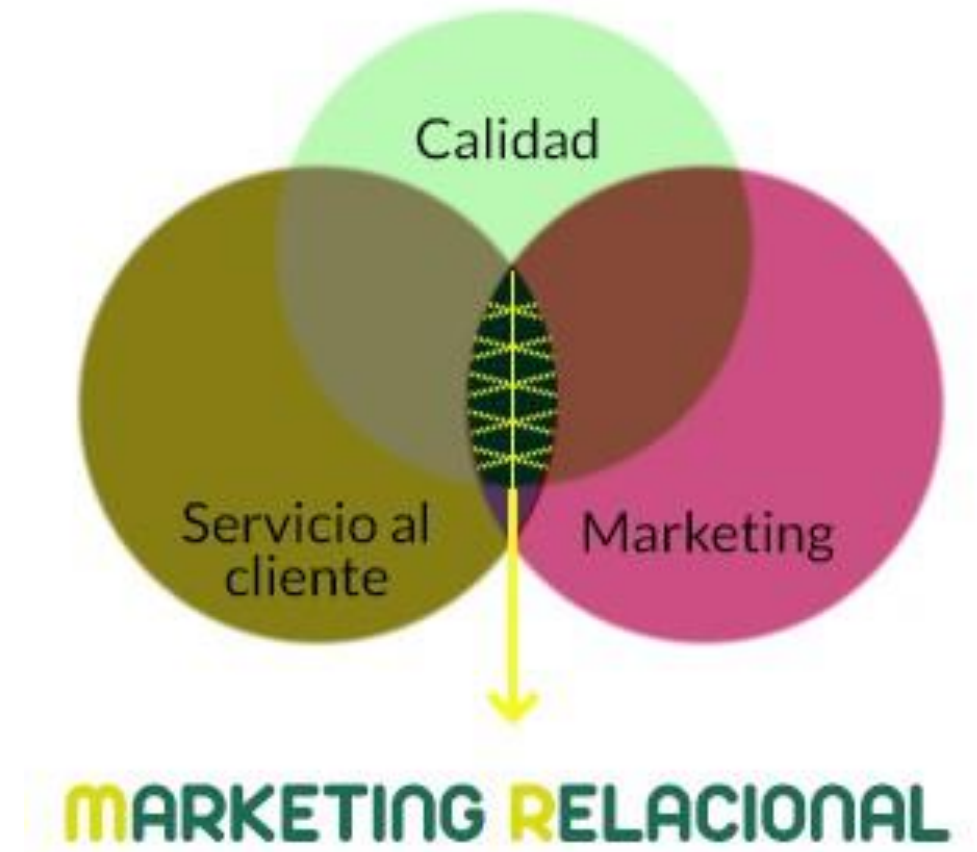 Calidad
Servicio al
cliente
Marketing
MARKETING RELACIONAL